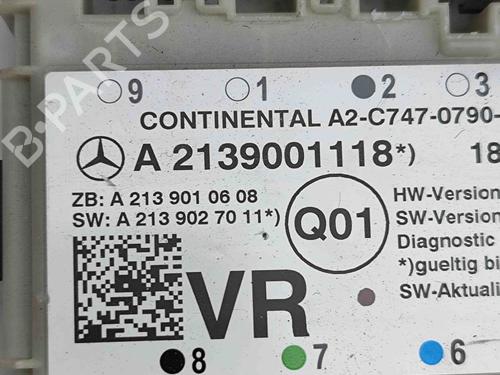 9 1 2 3
CONTINENTAL A2-C747-0790-
A 2139001118*) 18
ZB: A 213 901 06 08
SW: A 213 902 70 11*)
Q01
HW-Version
SW-Version
Diagnostic
*)gueltig bi
SW-Aktuali
VR
8 7 6